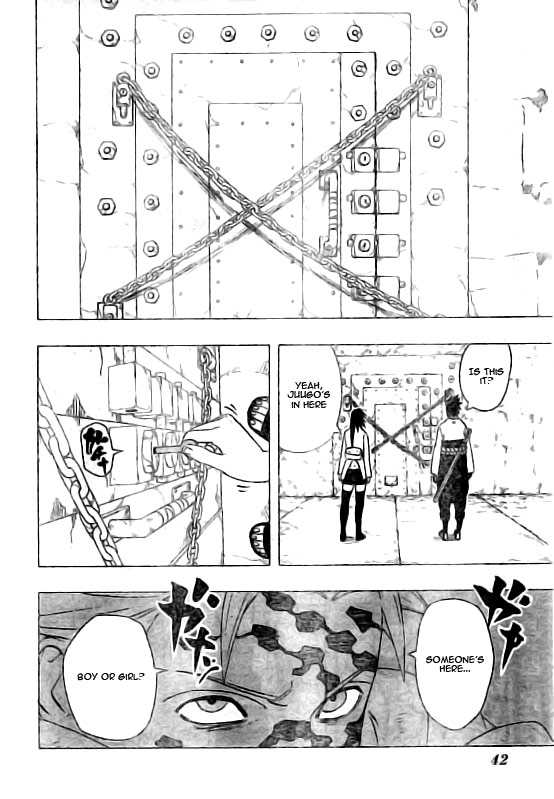 IS THIS
IT?
YEAH,
JUUGO'S
IN HERE
SOMEONE'S
HERE...
BOY OR GIRL?
42